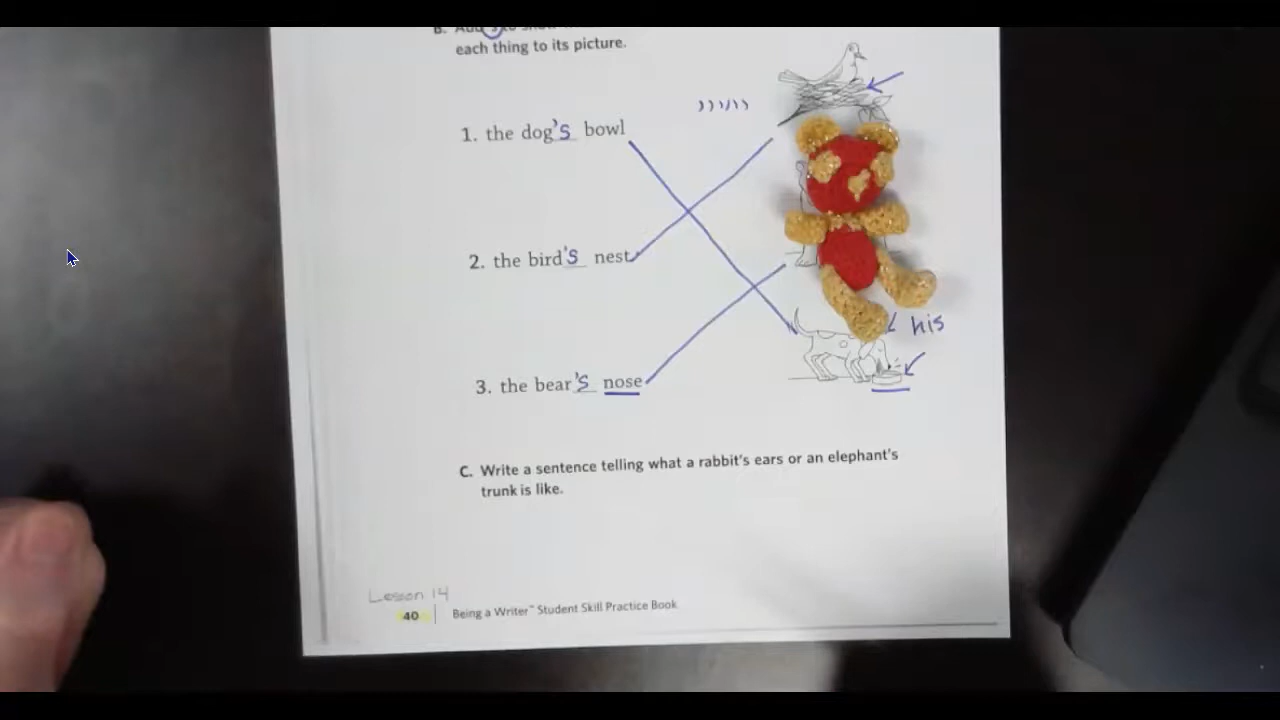 each thing to its picture.
1. the dog's bowl
2. the bird's nest
3. the bear's nose
his
C. Write a sentence telling what a rabbit's ears or an elephant's
trunk is like.
Lesson 14
40 Being a Writer™ Student Skill Practice Book